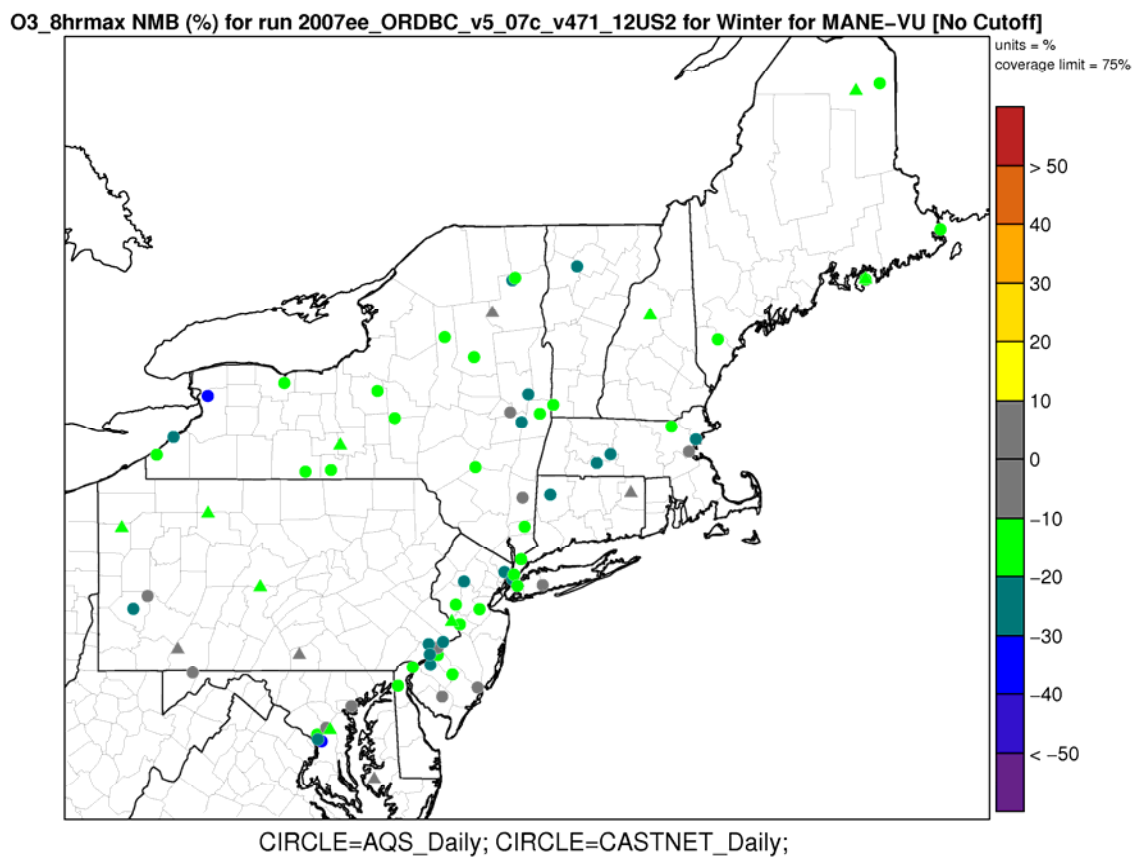 O3_8hrmax NMB (%) for run 2007ee_ORDBC_v5_07c_v471_12US2 for Winter for MANE−VU [No Cutoff]
units = %
coverage limit = 75%
> 50
40
30
20
10
0
−10
−20
−30
−40
< −50
CIRCLE=AQS_Daily; CIRCLE=CASTNET_Daily;